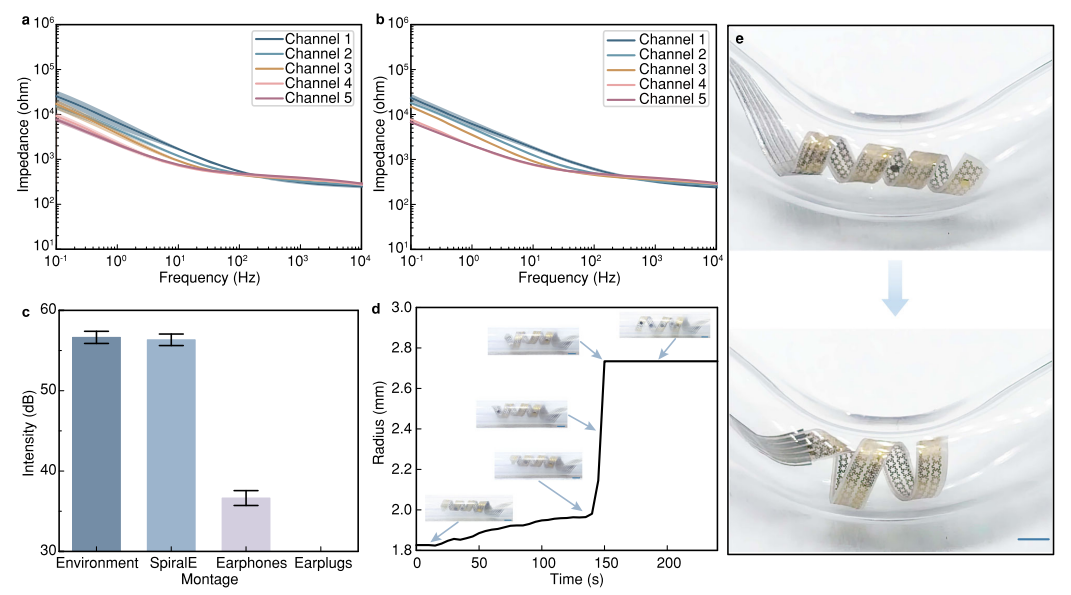 a
10⁶
10⁵
10⁴
10³
10²
10¹
Impedance (ohm)
Channel 1
Channel 2
Channel 3
Channel 4
Channel 5
10⁻¹ 10⁰ 10¹ 10² 10³ 10⁴
Frequency (Hz)
b
10⁶
10⁵
10⁴
10³
10²
10¹
Impedance (ohm)
Channel 1
Channel 2
Channel 3
Channel 4
Channel 5
10⁻¹ 10⁰ 10¹ 10² 10³ 10⁴
Frequency (Hz)
c
60
50
40
30
Intensity (dB)
Environment SpiralE Earphones Earplugs
Montage
d
3.0
2.8
2.6
2.4
2.2
2.0
1.8
Radius (mm)
0 50 100 150 200
Time (s)
e